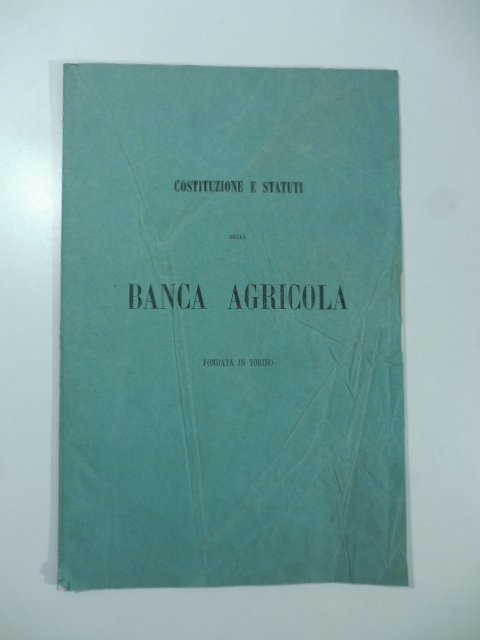 COSTITUZIONE E STATUTI
DELLA
BANCA AGRICOLA
FONDATA IN TORINO